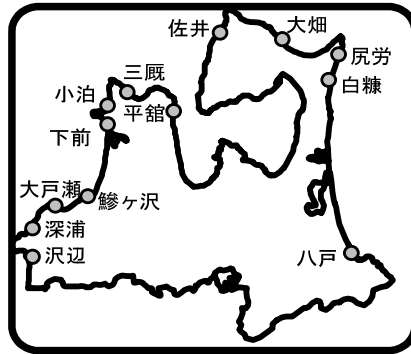 佐井
大畑
尻労
白糠
三厩
小泊
平舘
下前
大戸瀬
鰺ヶ沢
深浦
沢辺
八戸